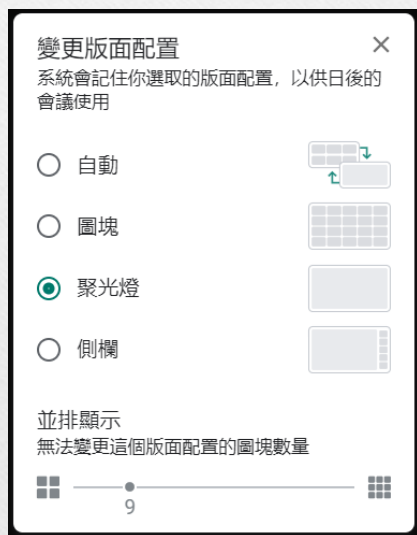 變更版面配置
系統會記住你選取的版面配置，以供日後的
會議使用
自動
圖塊
聚光燈
側欄
並排顯示
無法變更這個版面配置的圖塊數量
9